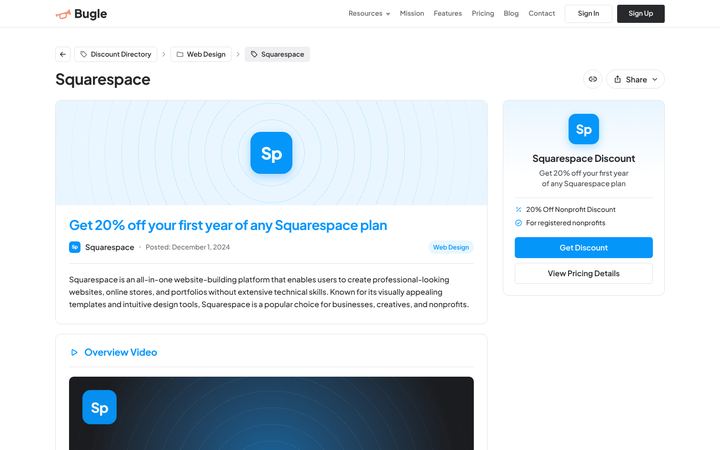 Bugle
Resources Mission Features Pricing Blog Contact Sign In Sign Up
Discount Directory Web Design Squarespace
Squarespace
Share
Sp
Get 20% off your first year of any Squarespace plan
Sp Squarespace · Posted: December 1, 2024 Web Design
Squarespace is an all-in-one website-building platform that enables users to create professional-looking
websites, online stores, and portfolios without extensive technical skills. Known for its visually appealing
templates and intuitive design tools, Squarespace is a popular choice for businesses, creatives, and nonprofits.
Overview Video
Sp
Sp
Squarespace Discount
Get 20% off your first year
of any Squarespace plan
20% Off Nonprofit Discount
For registered nonprofits
Get Discount
View Pricing Details